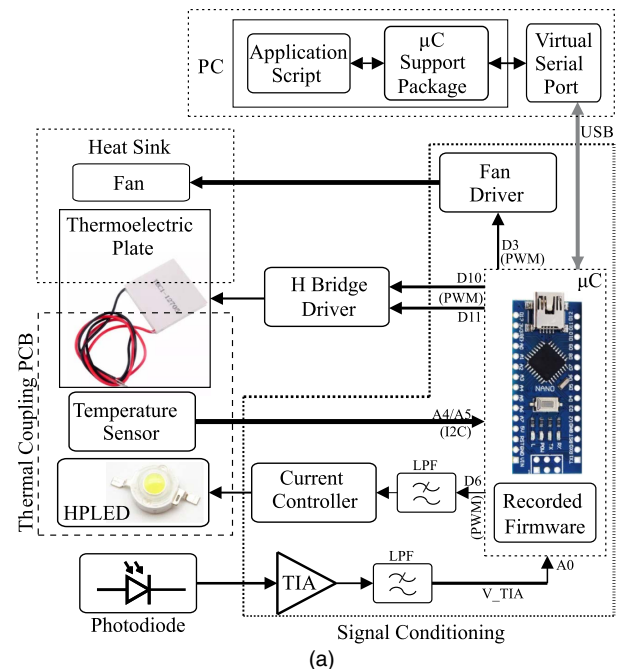 PC
Application
Script
µC
Support
Package
Virtual
Serial
Port
USB
Heat Sink
Fan
Fan
Driver
Thermoelectric
Plate
D3
(PWM)
H Bridge
Driver
D10
(PWM)
D11
µC
NANO
Thermal Coupling PCB
Temperature
Sensor
A4/A5
(I2C)
HPLED
Current
Controller
LPF
D6
(PWM)
Recorded
Firmware
Photodiode
TIA
LPF
V_TIA
A0
Signal Conditioning
(a)